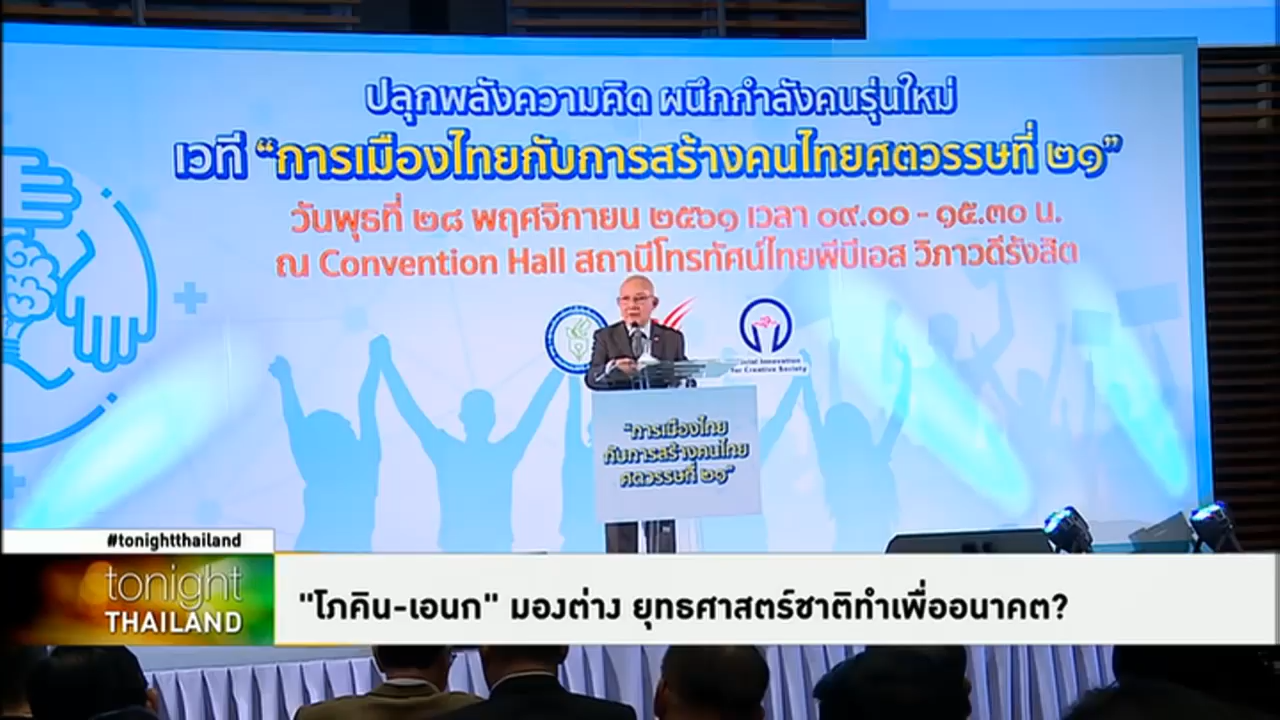 ปลุกพลังความคิด ผนึกกำลังคนรุ่นใหม่
เวที “การเมืองไทยกับการสร้างคนไทยศตวรรษที่ ๒๑”
วันพุธที่ ๒๘ พฤศจิกายน ๒๕๖๑ เวลา ๐๙.๐๐ - ๑๕.๓๐ น.
ณ Convention Hall สถานีโทรทัศน์ไทยพีบีเอส วิภาวดีรังสิต
Social Innovation
for Creative Society
"การเมืองไทย
กับการสร้างคนไทย
ศตวรรษที่ ๒๑"
#tonightthailand
tonight
THAILAND
"โภคิน-เอนก" มองต่าง ยุทธศาสตร์ชาติทำเพื่ออนาคต?